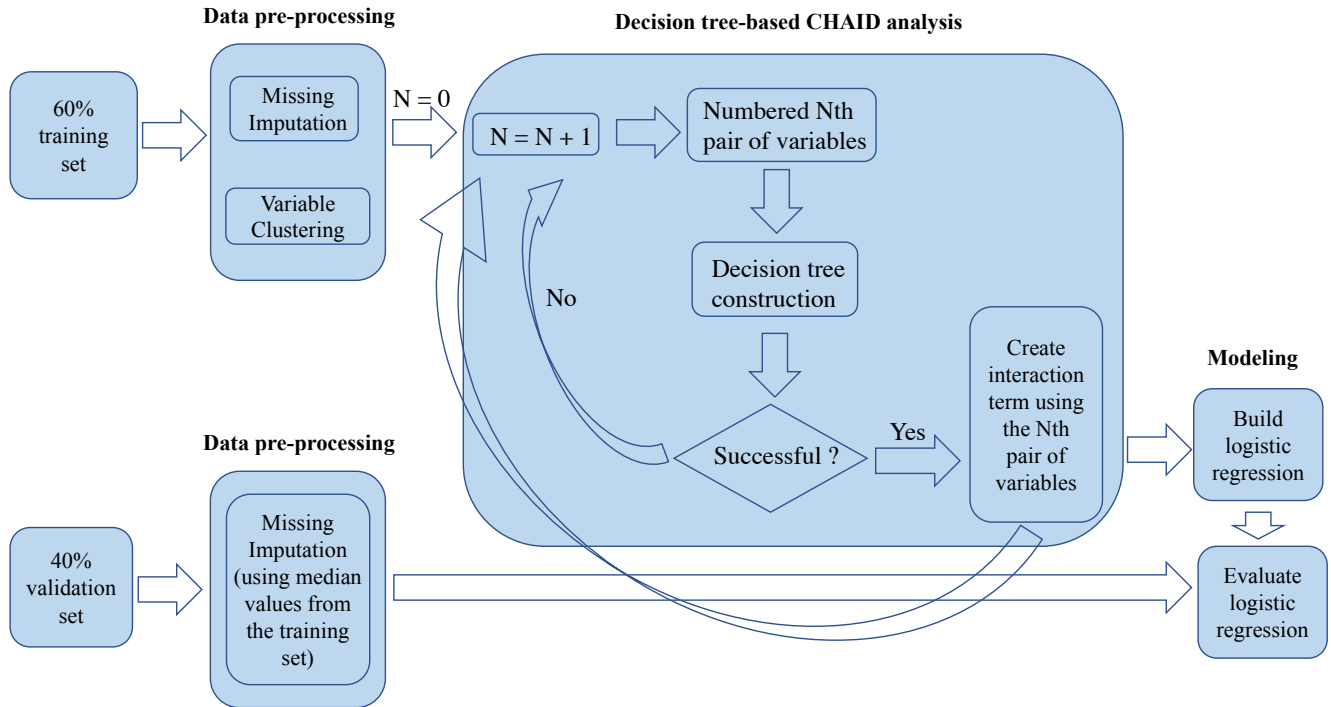 Data pre-processing
Decision tree-based CHAID analysis
60%
training
set
Missing
Imputation
Variable
Clustering
N = 0
N = N + 1
Numbered Nth
pair of variables
Decision tree
construction
No
Successful ?
Yes
Create
interaction
term using
the Nth
pair of
variables
Modeling
Build
logistic
regression
Data pre-processing
40%
validation
set
Missing
Imputation
(using median
values from
the training
set)
Evaluate
logistic
regression